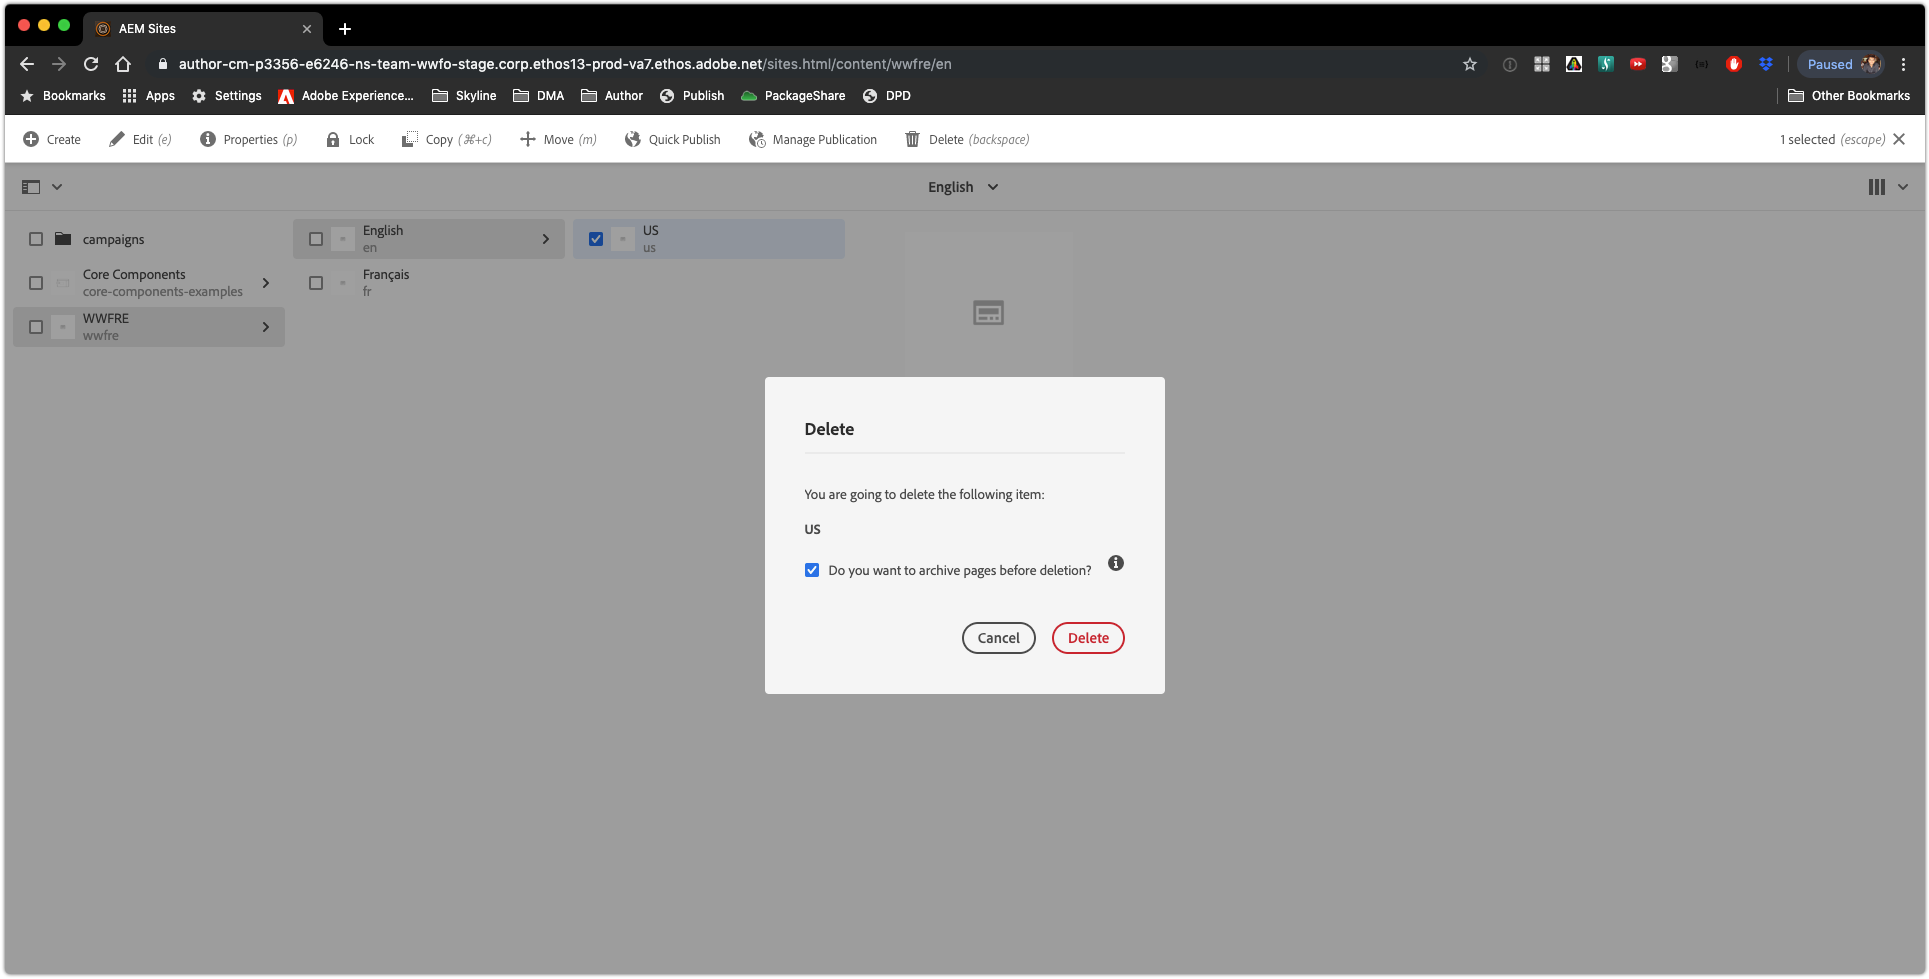 AEM Sites
author-cm-p3356-e6246-ns-team-wwfo-stage.corp.ethos13-prod-va7.ethos.adobe.net/sites.html/content/wwfre/en
Paused
Bookmarks Apps Settings Adobe Experience... Skyline DMA Author Publish PackageShare DPD Other Bookmarks
Create Edit (e) Properties (p) Lock Copy (⌘+c) Move (m) Quick Publish Manage Publication Delete (backspace) 1 selected (escape)
English
campaigns
Core Components
core-components-examples
WWFRE
wwfre
English
en
Français
fr
US
us
Delete
You are going to delete the following item:
US
Do you want to archive pages before deletion?
Cancel Delete